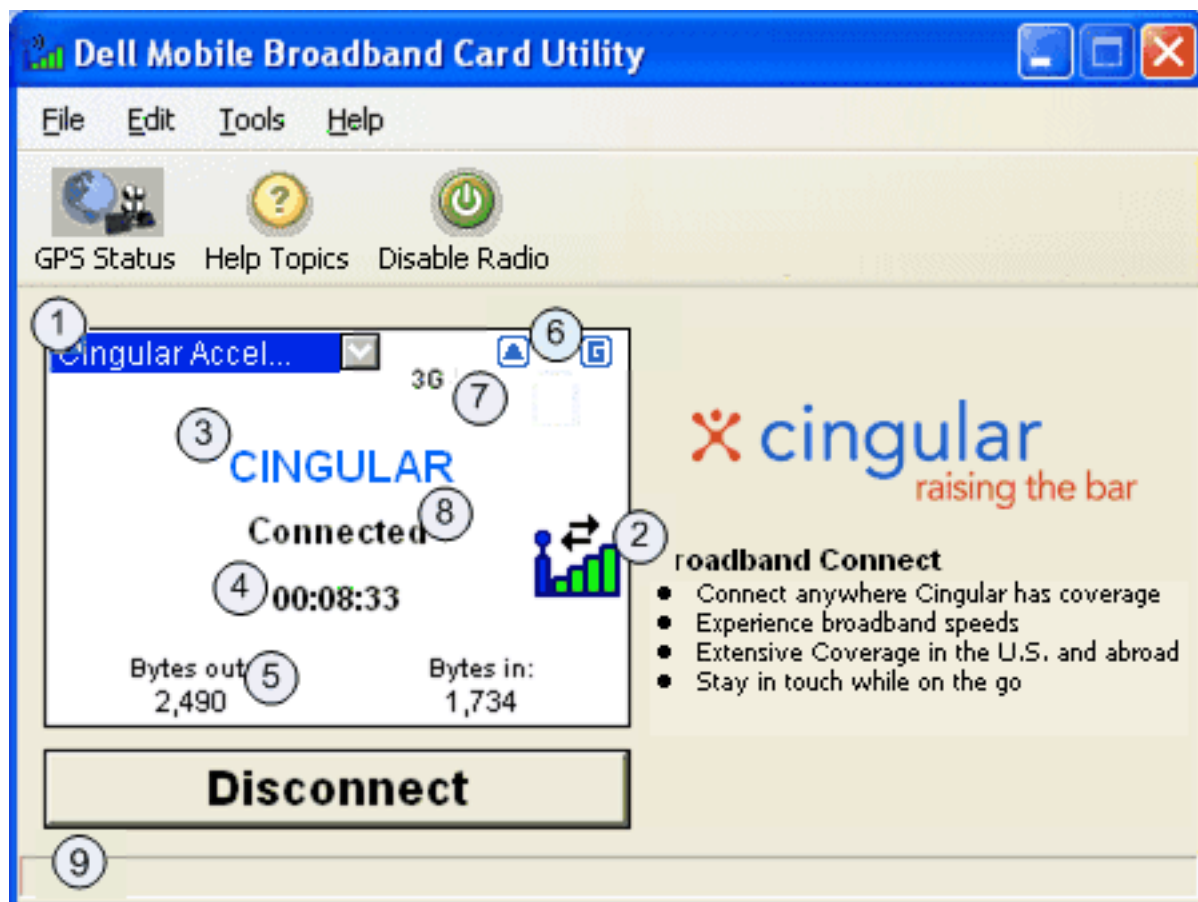 Dell Mobile Broadband Card Utility
File Edit Tools Help
GPS Status Help Topics Disable Radio
1
Cingular Accel...
6
G
3G
7
3
CINGULAR
8
Connected
2
4
00:08:33
Bytes out
5
Bytes in:
2,490
1,734
Disconnect
9
cingular
raising the bar
roadband Connect
● Connect anywhere Cingular has coverage
● Experience broadband speeds
● Extensive Coverage in the U.S. and abroad
● Stay in touch while on the go